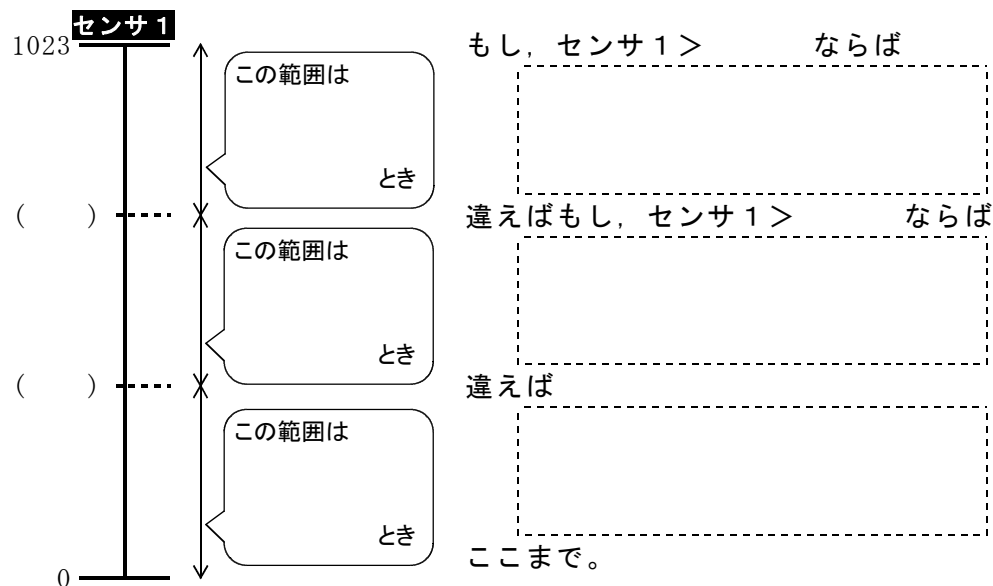 センサ１
1023
この範囲は
とき
(　　)
この範囲は
とき
(　　)
この範囲は
とき
0
もし，センサ１＞　　　ならば
違えばもし，センサ１＞　　　ならば
違えば
ここまで。